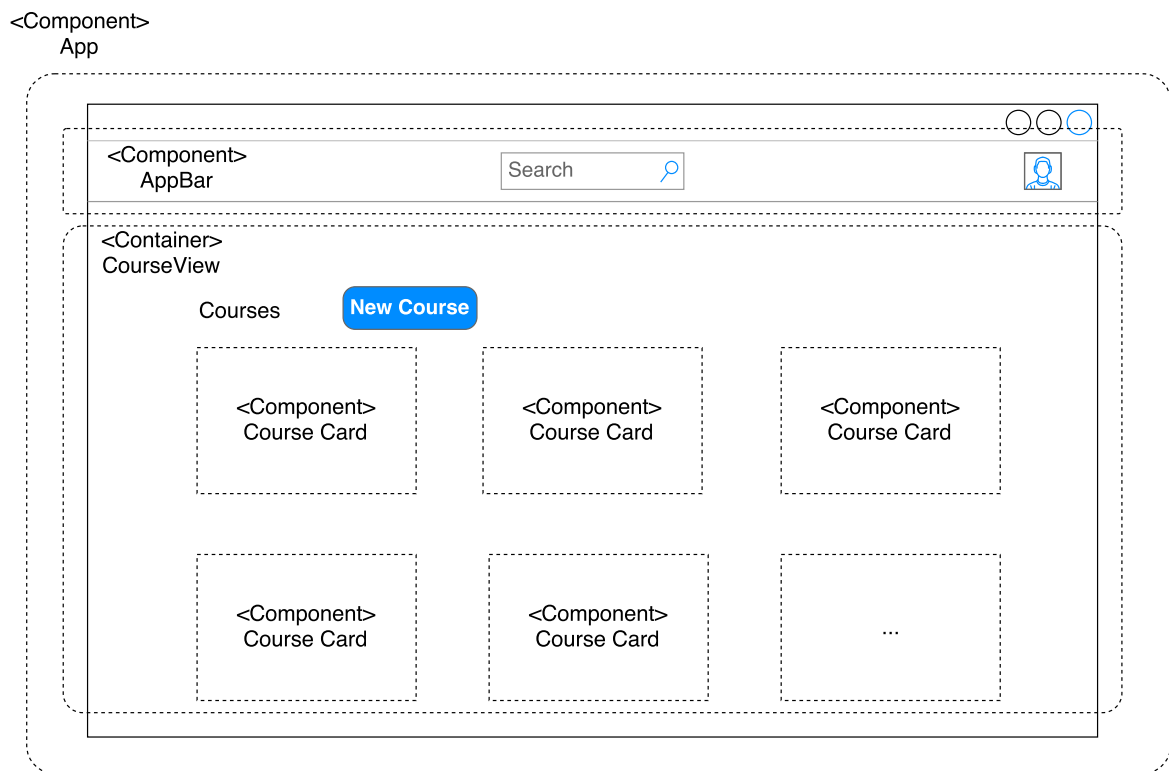 <Component>
App
<Component>
AppBar
Search
<Container>
CourseView
Courses
New Course
<Component>
Course Card
<Component>
Course Card
<Component>
Course Card
<Component>
Course Card
<Component>
Course Card
...